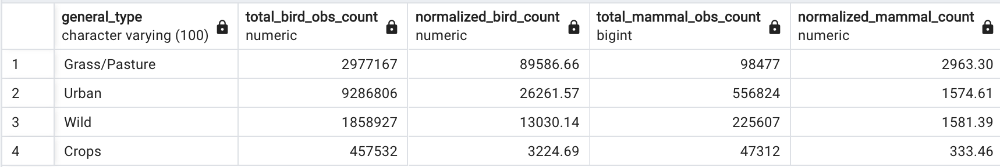 general_type total_bird_obs_count normalized_bird_count total_mammal_obs_count normalized_mammal_count
character varying (100) numeric numeric bigint numeric
1 Grass/Pasture 2977167 89586.66 98477 2963.30
2 Urban 9286806 26261.57 556824 1574.61
3 Wild 1858927 13030.14 225607 1581.39
4 Crops 457532 3224.69 47312 333.46